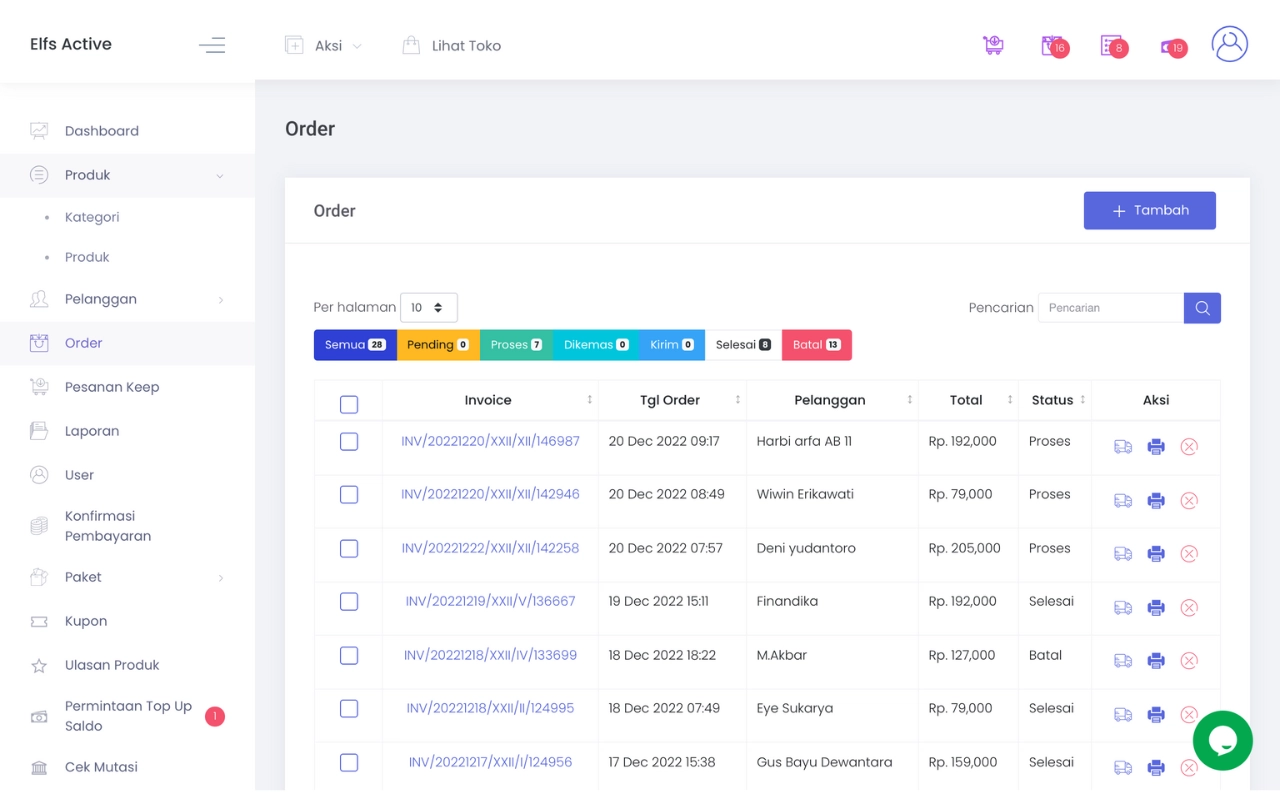 Elfs Active
Aksi
Lihat Toko
16
8
19
Dashboard
Produk
Kategori
Produk
Pelanggan
Order
Pesanan Keep
Laporan
User
Konfirmasi
Pembayaran
Paket
Kupon
Ulasan Produk
Permintaan Top Up
Saldo
1
Cek Mutasi
Order
Order
+ Tambah
Per halaman 10
Pencarian Pencarian
Semua 28 Pending 0 Proses 7 Dikemas 0 Kirim 0 Selesai 8 Batal 13
Invoice Tgl Order Pelanggan Total Status Aksi
INV/20221220/XXII/XII/146987 20 Dec 2022 09:17 Harbi arfa AB 11 Rp. 192,000 Proses
INV/20221220/XXII/XII/142946 20 Dec 2022 08:49 Wiwin Erikawati Rp. 79,000 Proses
INV/20221222/XXII/XII/142258 20 Dec 2022 07:57 Deni yudantoro Rp. 205,000 Proses
INV/20221219/XXII/V/136667 19 Dec 2022 15:11 Finandika Rp. 192,000 Selesai
INV/20221218/XXII/IV/133699 18 Dec 2022 18:22 M.Akbar Rp. 127,000 Batal
INV/20221218/XXII/II/124995 18 Dec 2022 07:49 Eye Sukarya Rp. 79,000 Selesai
INV/20221217/XXII/I/124956 17 Dec 2022 15:38 Gus Bayu Dewantara Rp. 159,000 Selesai